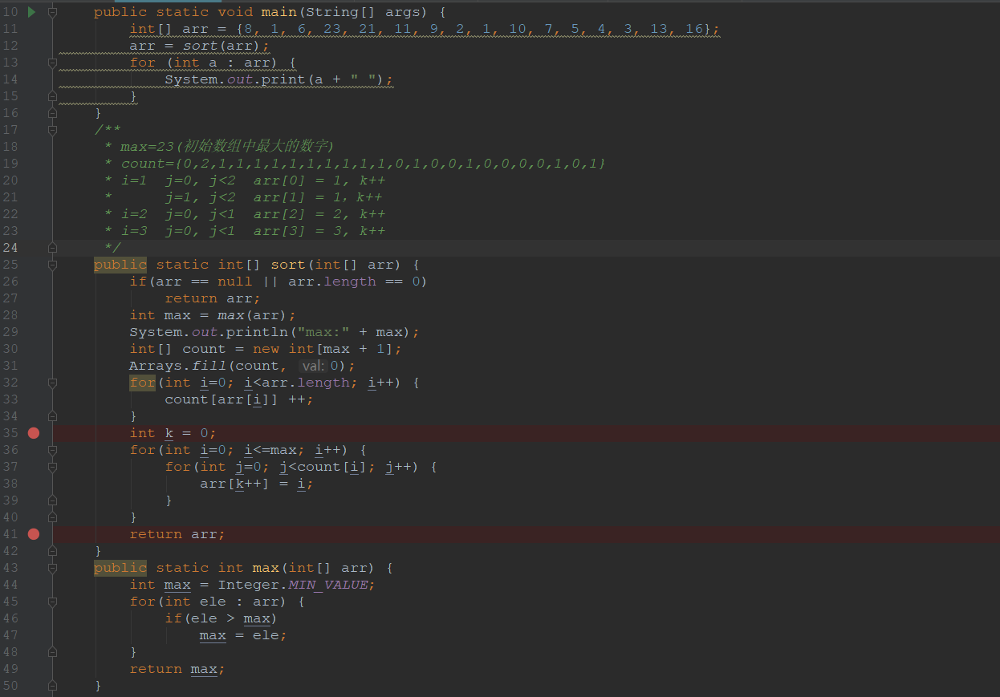 10 public static void main(String[] args) {
11 int[] arr = {8, 1, 6, 23, 21, 11, 9, 2, 1, 10, 7, 5, 4, 3, 13, 16};
12 arr = sort(arr);
13 for (int a : arr) {
14 System.out.print(a + " ");
15 }
16 }
17 /**
18 * max=23(初始数组中最大的数字)
19 * count={0,2,1,1,1,1,1,1,1,1,1,1,0,1,0,0,1,0,0,0,0,1,0,1}
20 * i=1 j=0, j<2 arr[0] = 1, k++
21 * j=1, j<2 arr[1] = 1，k++
22 * i=2 j=0, j<1 arr[2] = 2, k++
23 * i=3 j=0, j<1 arr[3] = 3, k++
24 */
25 public static int[] sort(int[] arr) {
26 if(arr == null || arr.length == 0)
27 return arr;
28 int max = max(arr);
29 System.out.println("max:" + max);
30 int[] count = new int[max + 1];
31 Arrays.fill(count, val: 0);
32 for(int i=0; i<arr.length; i++) {
33 count[arr[i]] ++;
34 }
35 int k = 0;
36 for(int i=0; i<=max; i++) {
37 for(int j=0; j<count[i]; j++) {
38 arr[k++] = i;
39 }
40 }
41 return arr;
42 }
43 public static int max(int[] arr) {
44 int max = Integer.MIN_VALUE;
45 for(int ele : arr) {
46 if(ele > max)
47 max = ele;
48 }
49 return max;
50 }